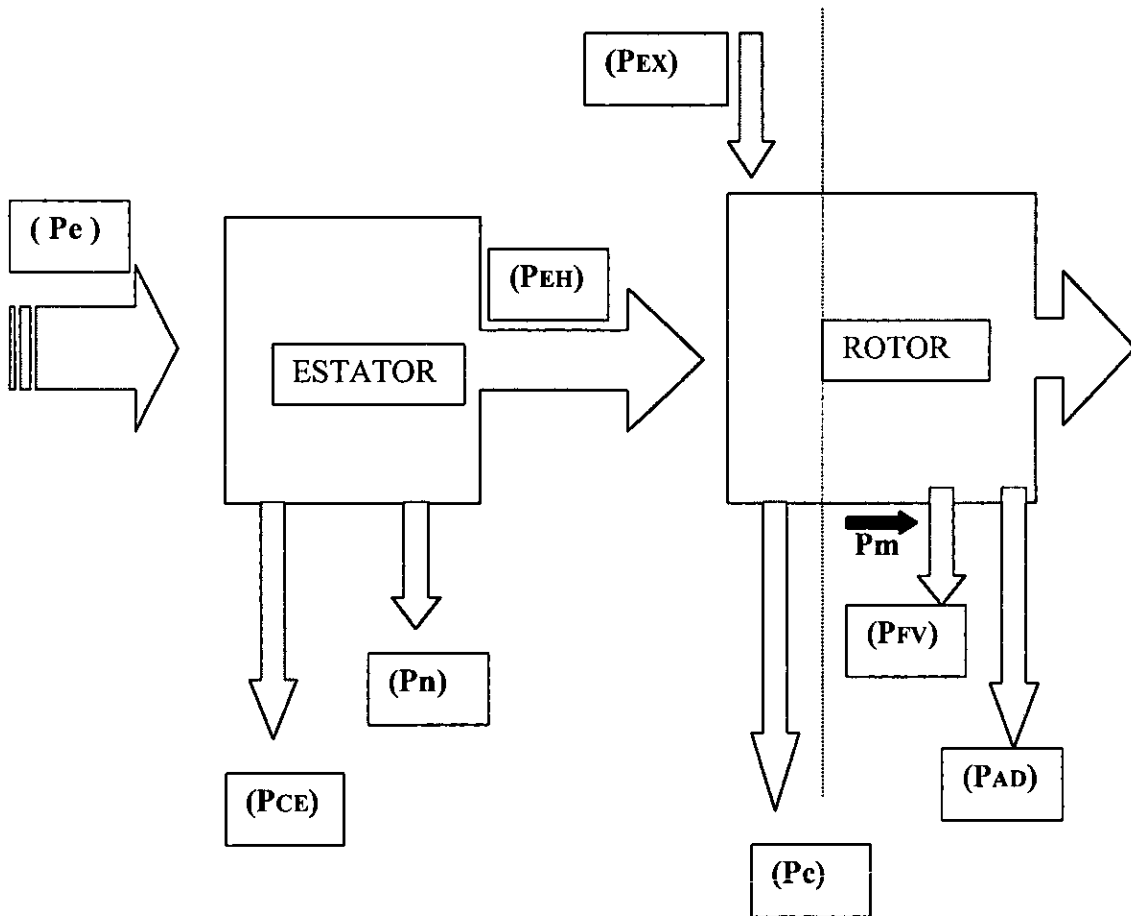 (PEX)
( Pe )
(PEH)
ESTATOR
ROTOR
Pm
(PFV)
(Pn)
(PAD)
(PCE)
(Pc)